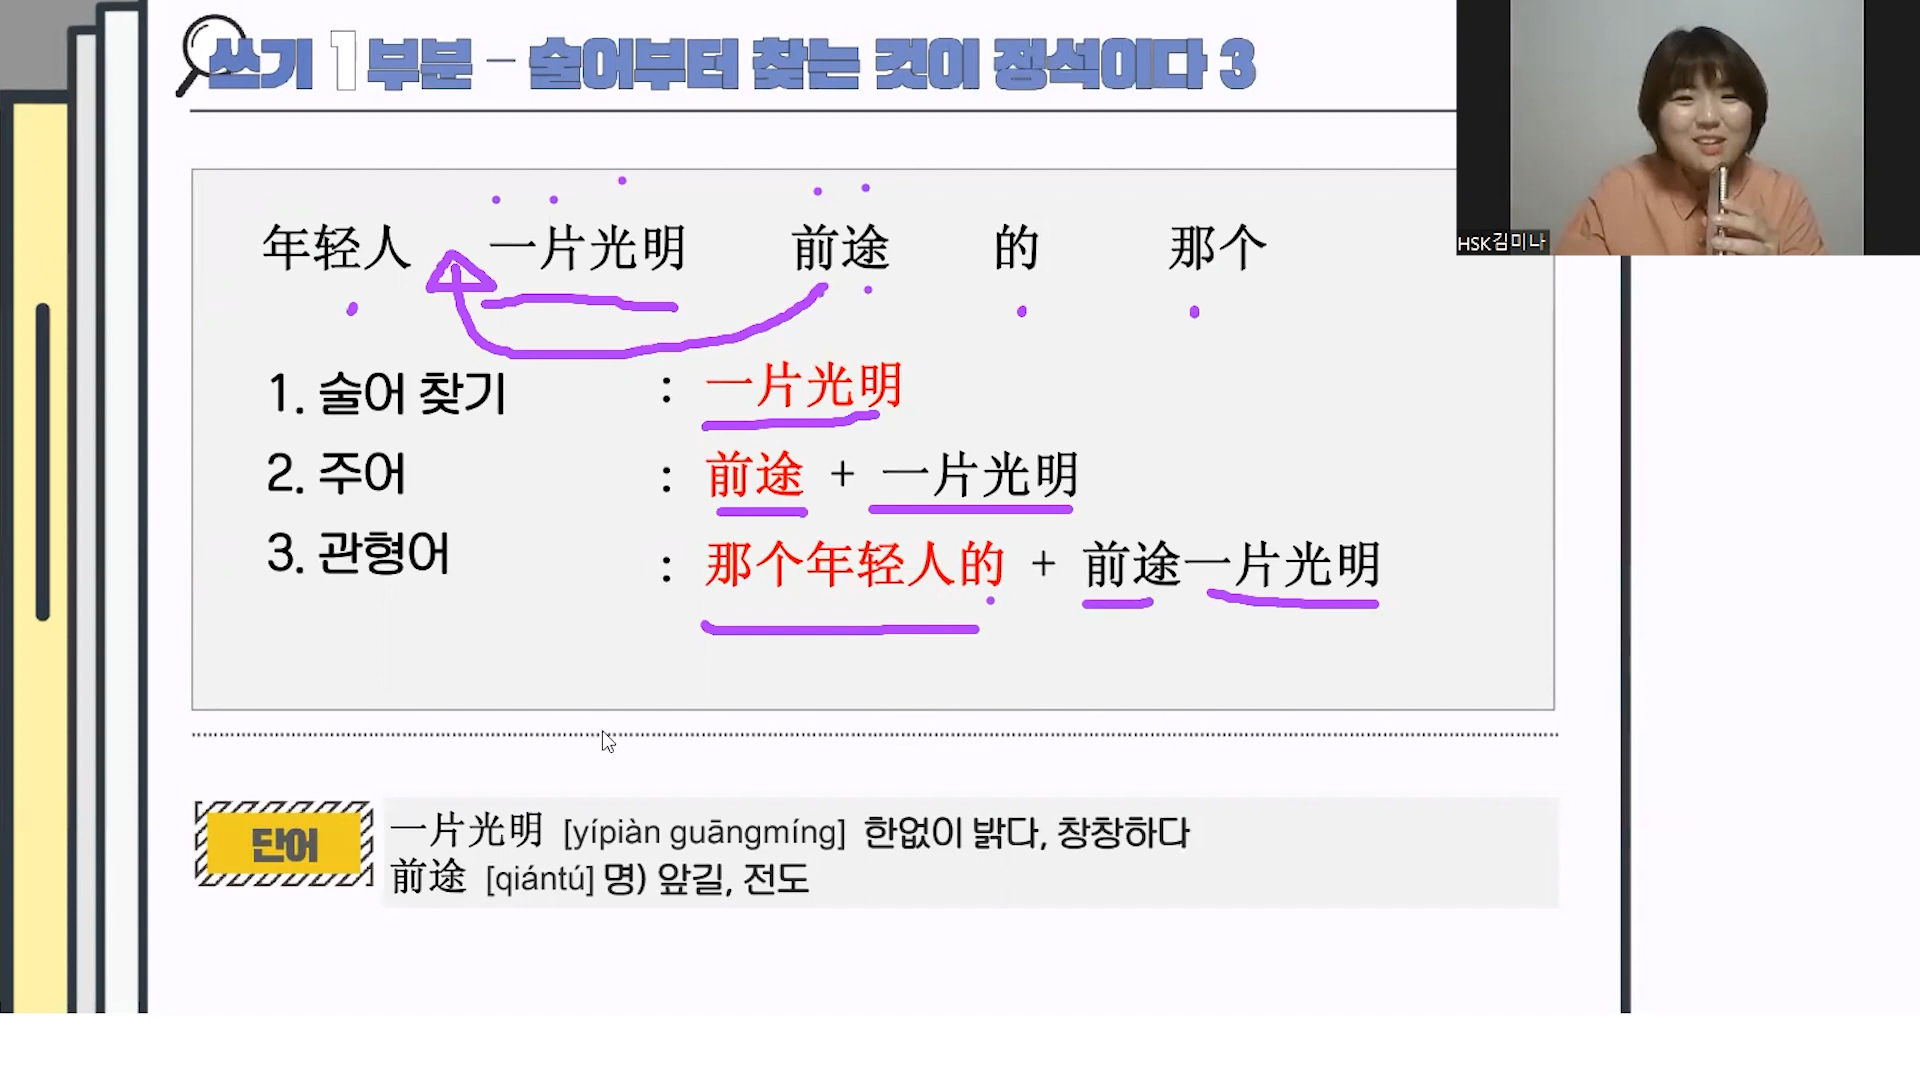 쓰기 1 부분 - 술어부터 찾는 것이 정석이다 3
HSK김미나
年轻人 一片光明 前途 的 那个
1. 술어 찾기 : 一片光明
2. 주어 : 前途 + 一片光明
3. 관형어 : 那个年轻人的 + 前途一片光明
단어
一片光明 [yípiàn guāngmíng] 한없이 밝다, 창창하다
前途 [qiántú] 명) 앞길, 전도